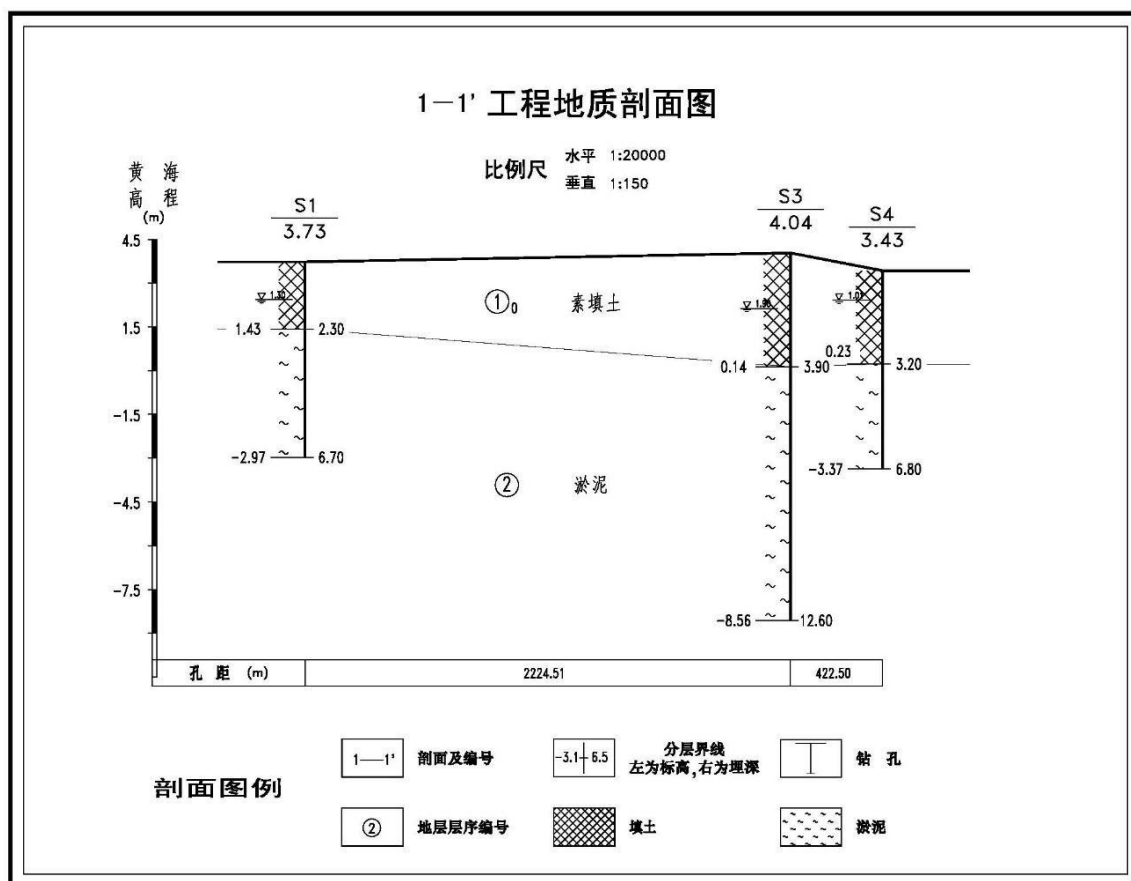 1—1' 工程地质剖面图
比例尺 水平 1:20000
垂直 1:150
黄 海
高 程
(m)
S1
3.73
S3
4.04
S4
3.43
4.5
1.5
-1.5
-4.5
-7.5
1.30
1.43 2.30
-2.97 6.70
①₀ 素填土
② 淤泥
0.14 3.90
-8.56 12.60
0.23 3.20
-3.37 6.80
孔 距 (m) 2224.51 422.50
剖面图例
1——1' 剖面及编号
-3.1 6.5 分层界线
左为标高,右为埋深
钻 孔
② 地层层序编号
填土
淤泥